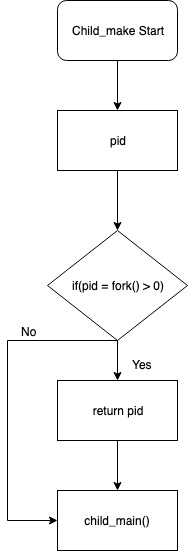 Child_make Start
pid
if(pid = fork() > 0)
No
Yes
return pid
child_main()